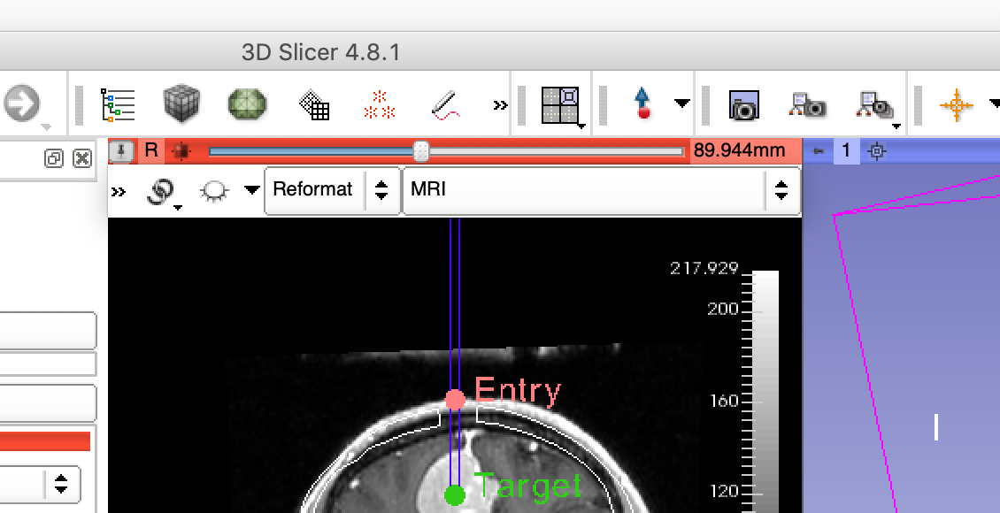 3D Slicer 4.8.1
»
R
89.944mm
1
»
Reformat
MRI
217.929
200
Entry
160
Target
120